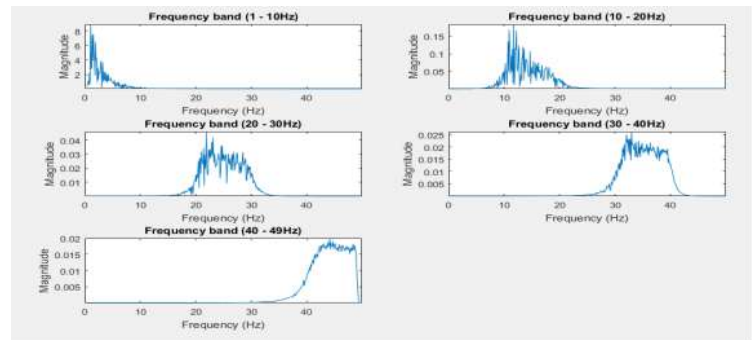 Frequency band (1 - 10Hz)
8
6
4
2
Magnitude
0 10 20 30 40
Frequency (Hz)
Frequency band (10 - 20Hz)
0.15
0.1
0.05
Magnitude
0 10 20 30 40
Frequency (Hz)
Frequency band (20 - 30Hz)
0.04
0.03
0.02
0.01
Magnitude
0 10 20 30 40
Frequency (Hz)
Frequency band (30 - 40Hz)
0.025
0.02
0.015
0.01
0.005
Magnitude
0 10 20 30 40
Frequency (Hz)
Frequency band (40 - 49Hz)
0.02
0.015
0.01
0.005
Magnitude
0 10 20 30 40
Frequency (Hz)